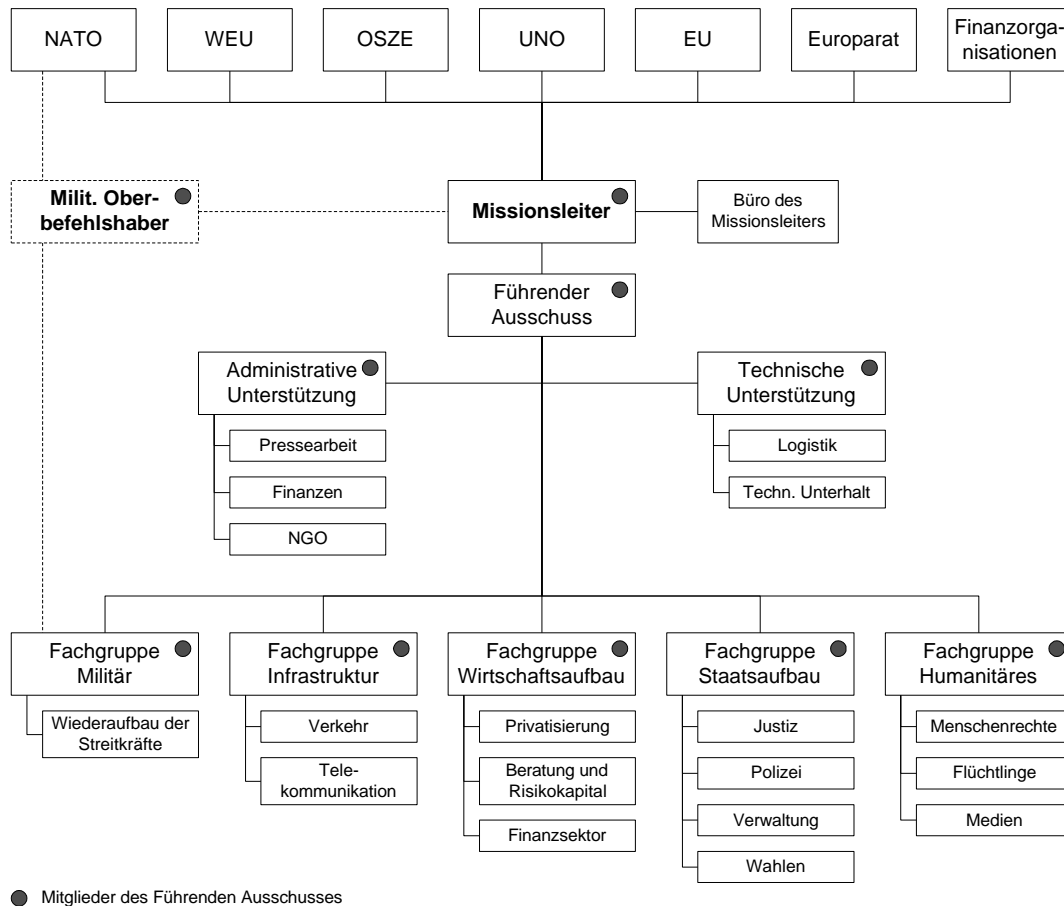 NATO
WEU
OSZE
UNO
EU
Europarat
Finanzorga-
nisationen
Milit. Ober-
befehlshaber
Missionsleiter
Büro des
Missionsleiters
Führender
Ausschuss
Administrative
Unterstützung
Technische
Unterstützung
Pressearbeit
Finanzen
NGO
Logistik
Techn. Unterhalt
Fachgruppe
Militär
Wiederaufbau der
Streitkräfte
Fachgruppe
Infrastruktur
Verkehr
Tele-
kommunikation
Fachgruppe
Wirtschaftsaufbau
Privatisierung
Beratung und
Risikokapital
Finanzsektor
Fachgruppe
Staatsaufbau
Justiz
Polizei
Verwaltung
Wahlen
Fachgruppe
Humanitäres
Menschenrechte
Flüchtlinge
Medien
Mitglieder des Führenden Ausschusses